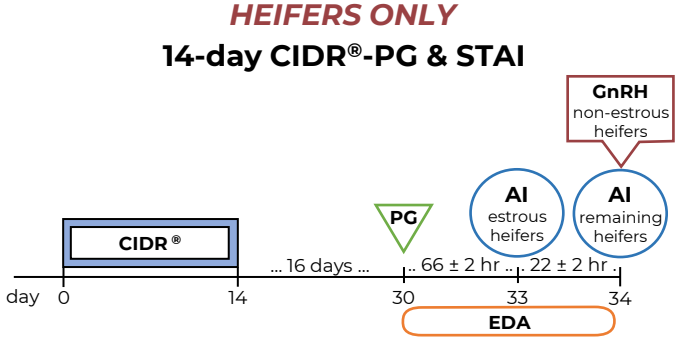 HEIFERS ONLY
14-day CIDR®-PG & STAI
GnRH
non-estrous
heifers
PG
AI
estrous
heifers
AI
remaining
heifers
CIDR ®
... 16 days ...
.. 66 ± 2 hr ..
. 22 ± 2 hr .
day 0 14 30 33 34
EDA